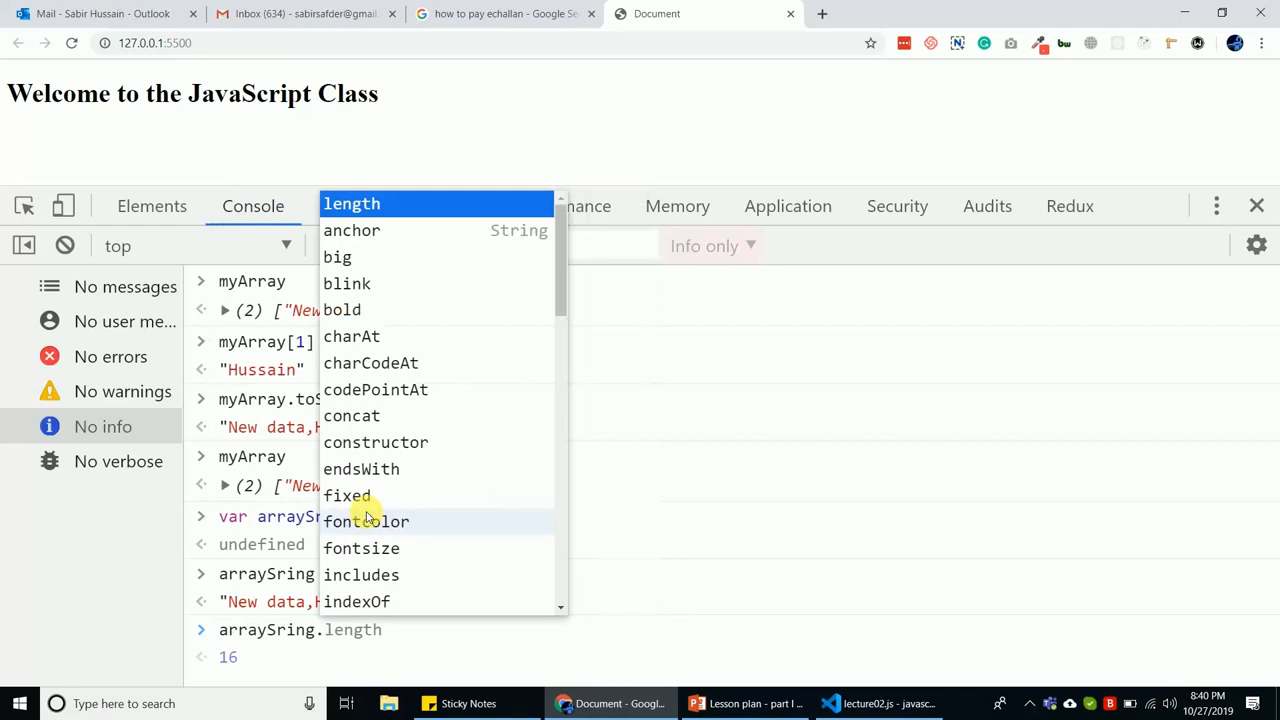 Mail - Sabir Hussain - Outlook
Inbox (634) - sabirsafder@gmail.
how to pay echallan - Google Se
Document
127.0.0.1:5500
Welcome to the JavaScript Class
Elements
Console
mance
Memory
Application
Security
Audits
Redux
top
Info only
No messages
No user me...
No errors
No warnings
No info
No verbose
myArray
(2) ["New
myArray[1]
"Hussain"
myArray.toS
"New data,H
myArray
(2) ["New
var arraySr
undefined
arraySring
"New data,H
arraySring.length
16
length
anchor String
big
blink
bold
charAt
charCodeAt
codePointAt
concat
constructor
endsWith
fixed
fontcolor
fontsize
includes
indexOf
Type here to search
Sticky Notes
Document - Googl...
Lesson plan - part I ...
lecture02.js - javasc...
8:40 PM
10/27/2019